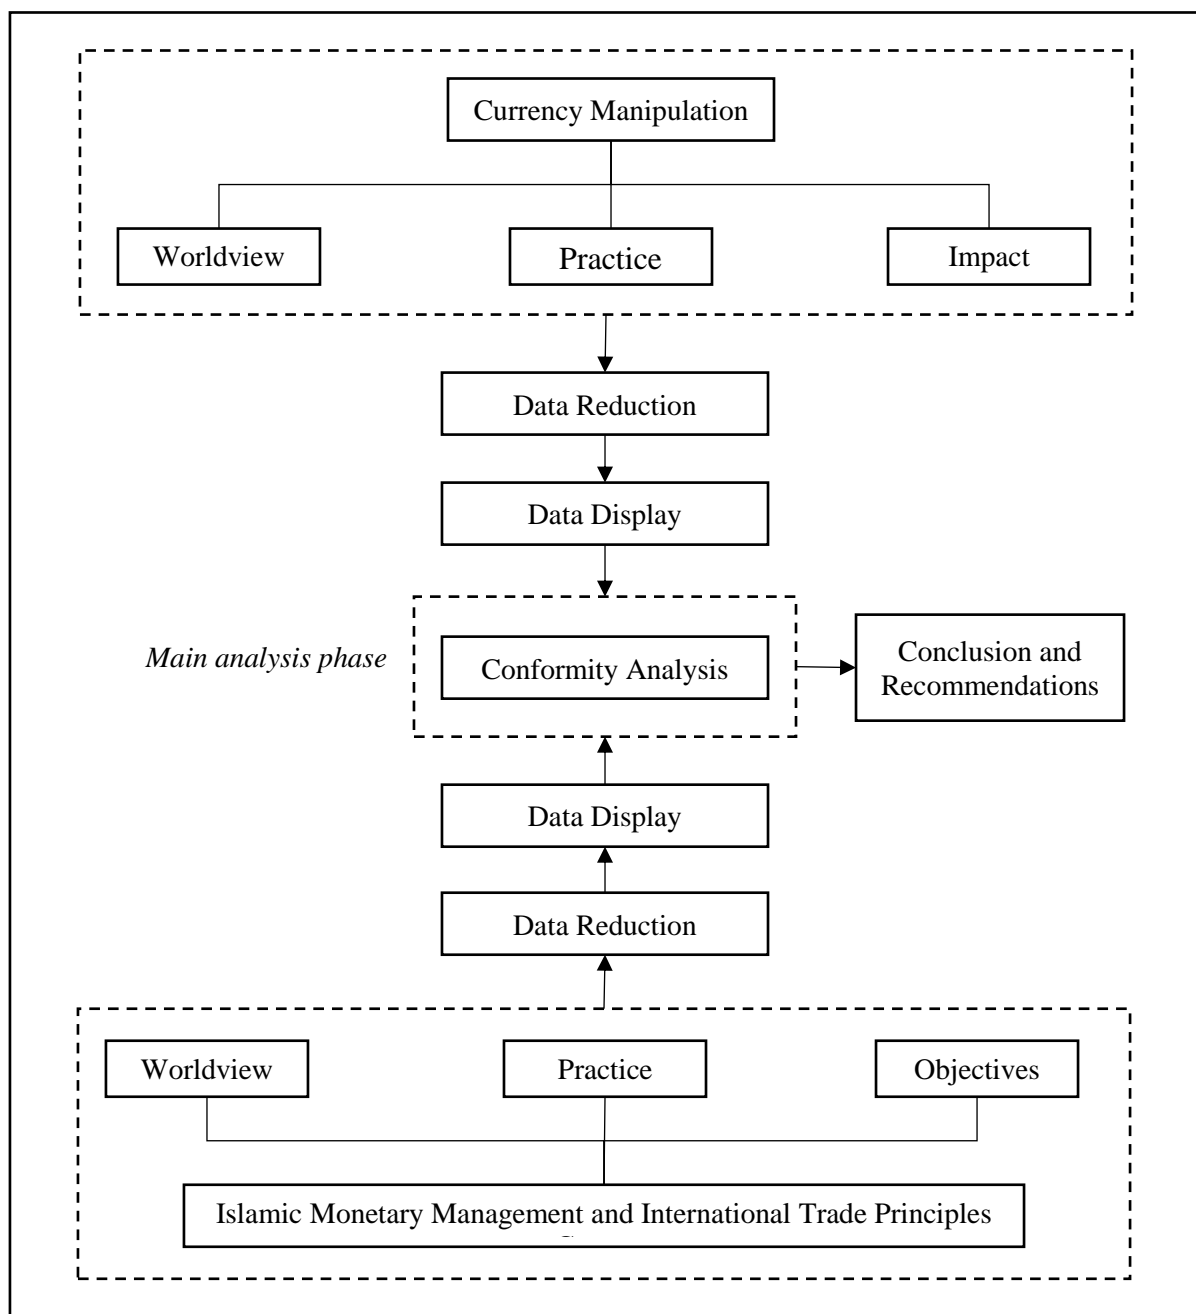 Currency Manipulation
Worldview
Practice
Impact
Data Reduction
Data Display
Main analysis phase
Conformity Analysis
Conclusion and
Recommendations
Data Display
Data Reduction
Worldview
Practice
Objectives
Islamic Monetary Management and International Trade Principles